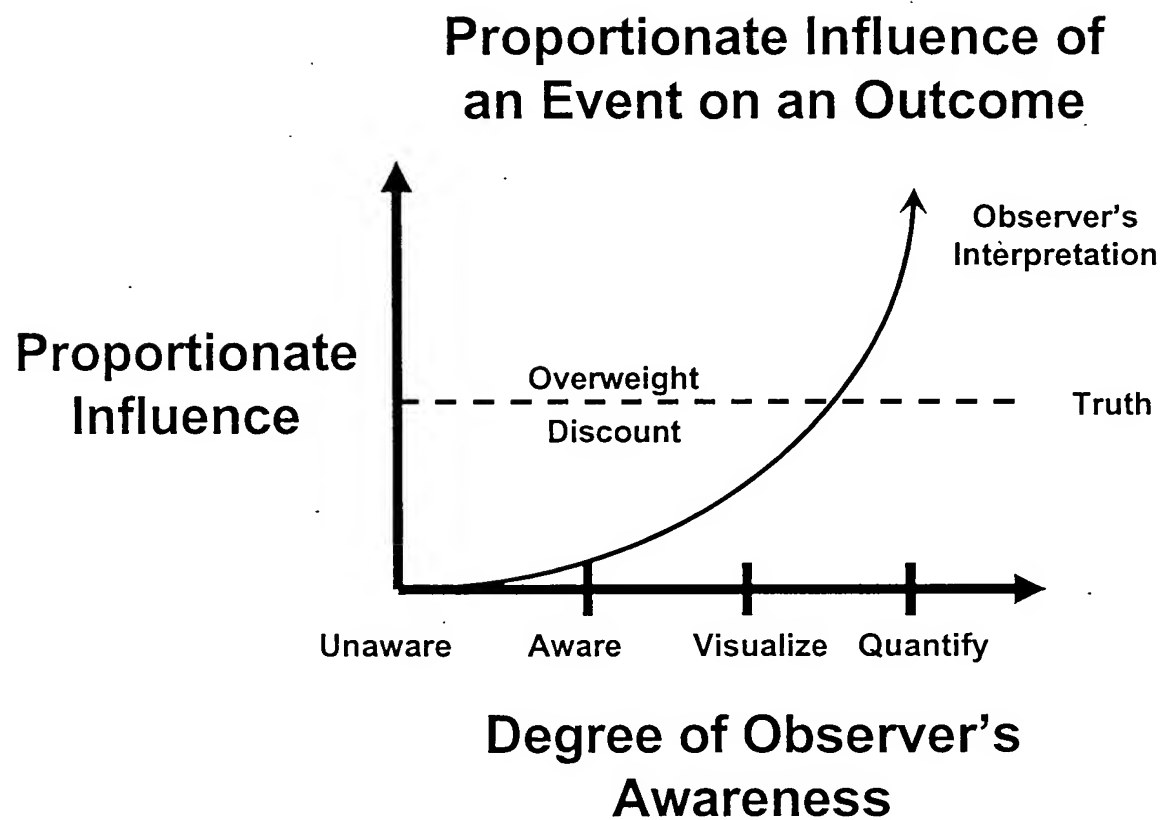 Proportionate Influence of
an Event on an Outcome
Observer's
Interpretation
Proportionate
Influence
Overweight
Discount
Truth
Unaware
Aware
Visualize
Quantify
Degree of Observer's
Awareness